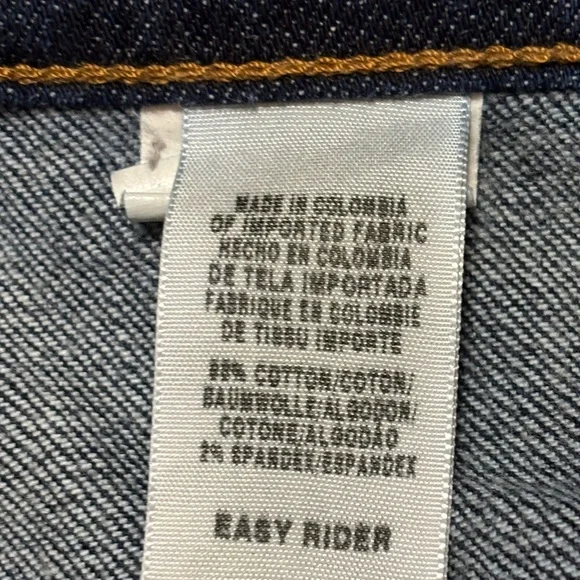 MADE IN COLOMBIA
OF IMPORTED FABRIC
HECHO EN COLOMBIA
DE TELA IMPORTADA
FABRIQUE EN COLOMBIE
DE TISSU IMPORTE
98% COTTON/COTON/
BAUMWOLLE/ALGODON/
COTONE/ALGODÃO
2% SPANDEX/ESPANDEX
EASY RIDER